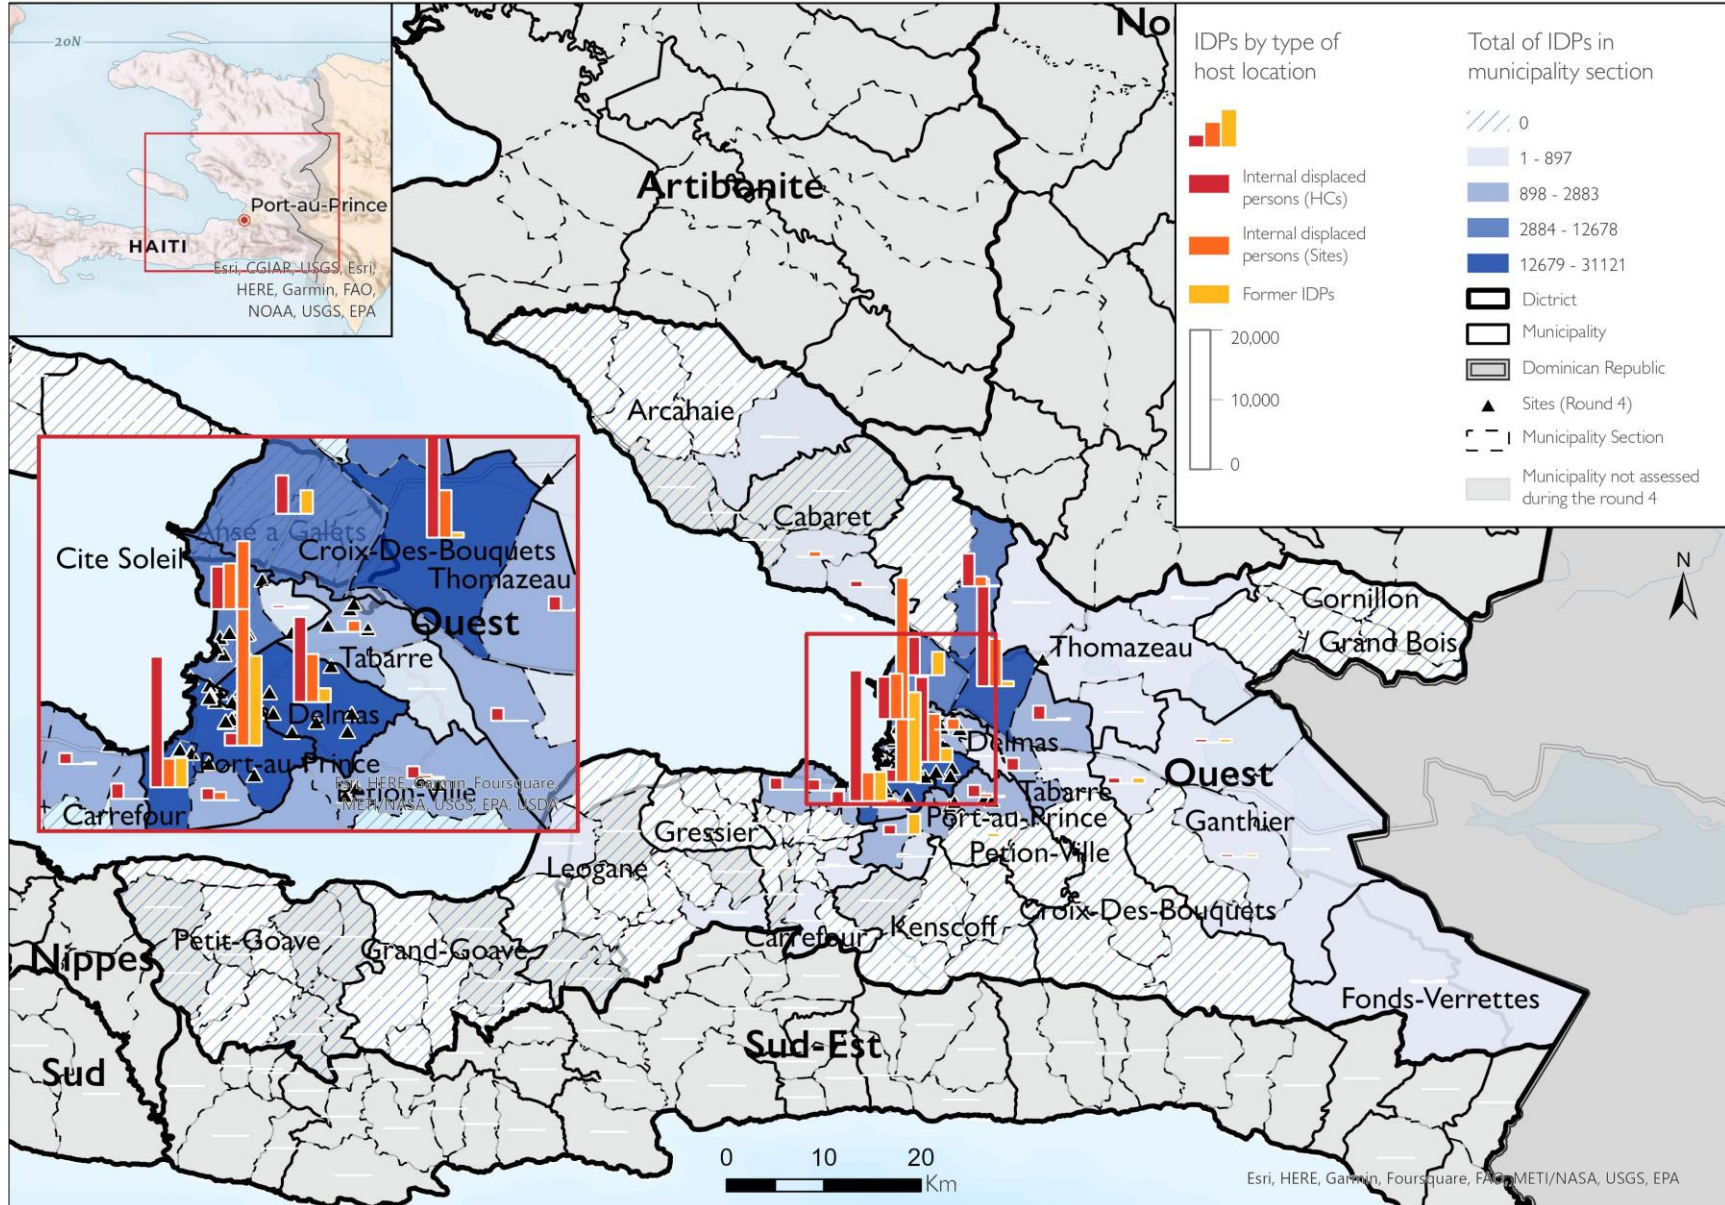 20N
Port-au-Prince
HAITI
Esri, CGIAR, USGS, Esri,
HERE, Garmin, FAO,
NOAA, USGS, EPA
No
IDPs by type of
host location
Internal displaced
persons (HCs)
Internal displaced
persons (Sites)
Former IDPs
20,000
10,000
0
Total of IDPs in
municipality section
0
1 - 897
898 - 2883
2884 - 12678
12679 - 31121
Dictrict
Municipality
Dominican Republic
Sites (Round 4)
Municipality Section
Municipality not assessed
during the round 4
N
Artibonite
Arcahaie
Cabaret
Anse a Galets
Cite Soleil
Croix-Des-Bouquets
Thomazeau
Ouest
Tabarre
Delmas
Port-au-Prince
Petion-Ville
Carrefour
Esri, HERE, Garmin, Foursquare,
METI/NASA, USGS, EPA, USDA
Gornillon
/ Grand Bois
Thomazeau
Delmas
Ouest
Tabarre
Port-au-Prince
Ganthier
Gressier
Petion-Ville
Leogane
Croix-Des-Bouquets
Kenscoff
Carrefour
Petit-Goave
Grand-Goave
Nippes
Fonds-Verrettes
Sud-Est
Sud
0 10 20
Km
Esri, HERE, Garmin, Foursquare, FAO, METI/NASA, USGS, EPA